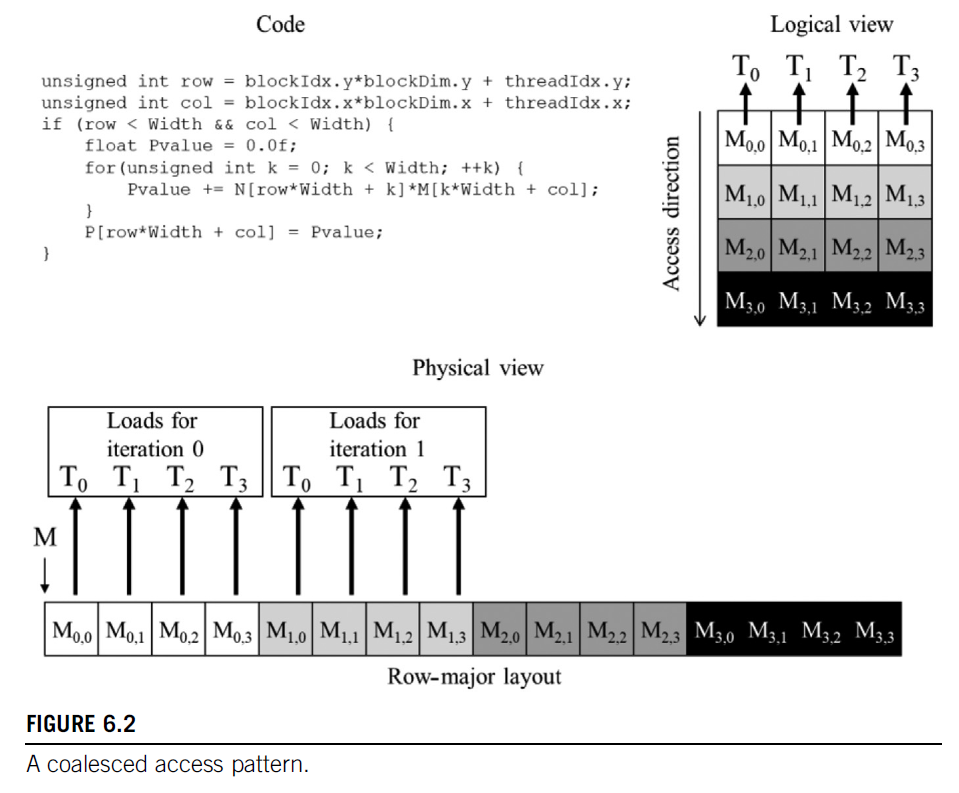 Code
unsigned int row = blockIdx.y*blockDim.y + threadIdx.y;
unsigned int col = blockIdx.x*blockDim.x + threadIdx.x;
if (row < Width && col < Width) {
    float Pvalue = 0.0f;
    for(unsigned int k = 0; k < Width; ++k) {
        Pvalue += N[row*Width + k]*M[k*Width + col];
    }
    P[row*Width + col] = Pvalue;
}
Logical view
T0 T1 T2 T3
Access direction
M0,0 M0,1 M0,2 M0,3
M1,0 M1,1 M1,2 M1,3
M2,0 M2,1 M2,2 M2,3
M3,0 M3,1 M3,2 M3,3
Physical view
Loads for
iteration 0
T0 T1 T2 T3
Loads for
iteration 1
T0 T1 T2 T3
M
M0,0 M0,1 M0,2 M0,3 M1,0 M1,1 M1,2 M1,3 M2,0 M2,1 M2,2 M2,3 M3,0 M3,1 M3,2 M3,3
Row-major layout
FIGURE 6.2
A coalesced access pattern.